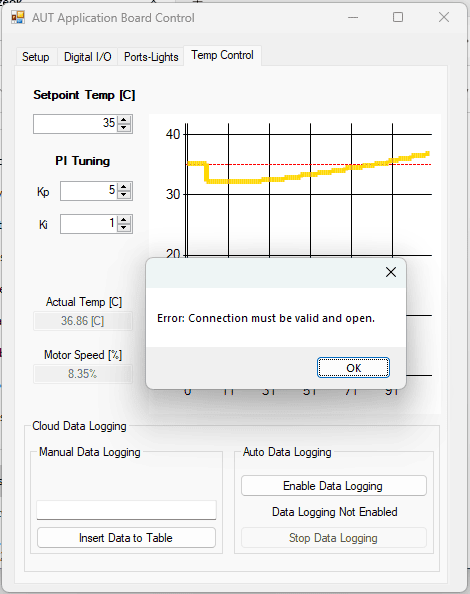 AUT Application Board Control
Setup
Digital I/O
Ports-Lights
Temp Control
Setpoint Temp [C]
35
PI Tuning
Kp
5
Ki
1
40
30
20
Error: Connection must be valid and open.
OK
Actual Temp [C]
36.86 [C]
Motor Speed [%]
8.35%
0
11
31
51
71
91
Cloud Data Logging
Manual Data Logging
Insert Data to Table
Auto Data Logging
Enable Data Logging
Data Logging Not Enabled
Stop Data Logging